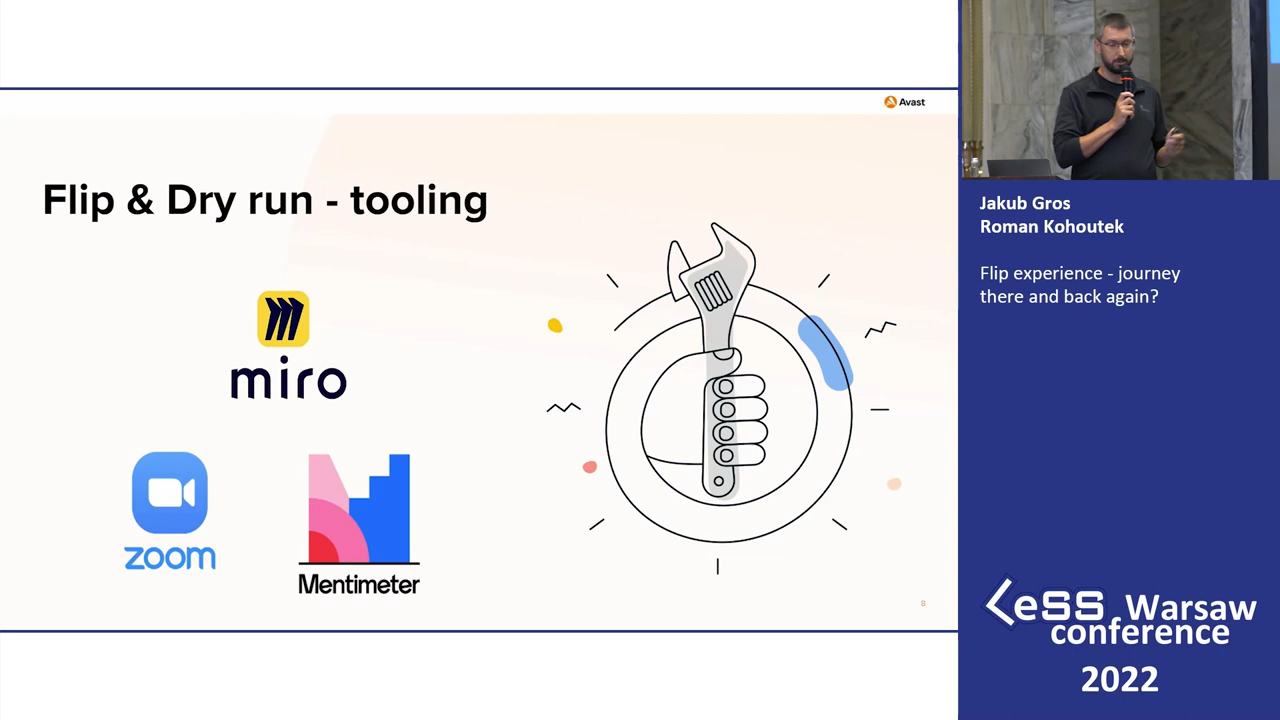 Avast
Flip & Dry run - tooling
miro
zoom
Mentimeter
8
Jakub Gros
Roman Kohoutek
Flip experience - journey
there and back again?
LeSS Warsaw
conference
2022